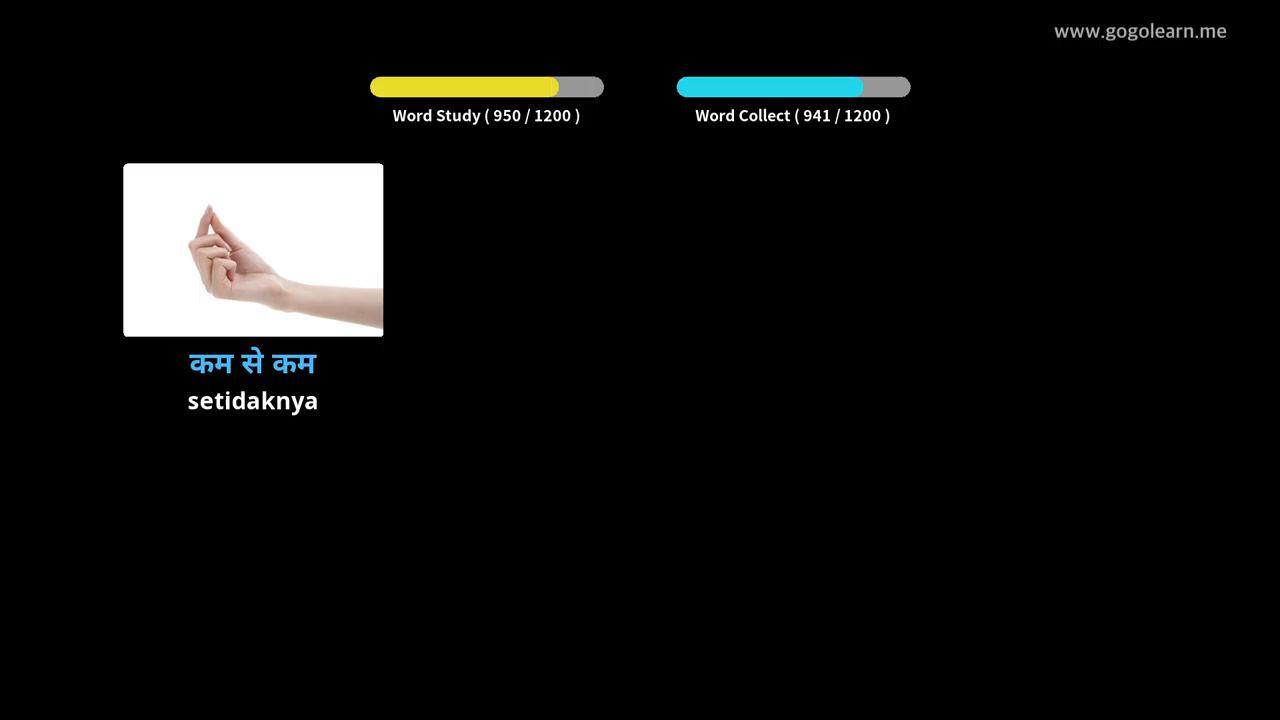 www.gogolearn.me
Word Study ( 950 / 1200 )
Word Collect ( 941 / 1200 )
कम से कम
setidaknya